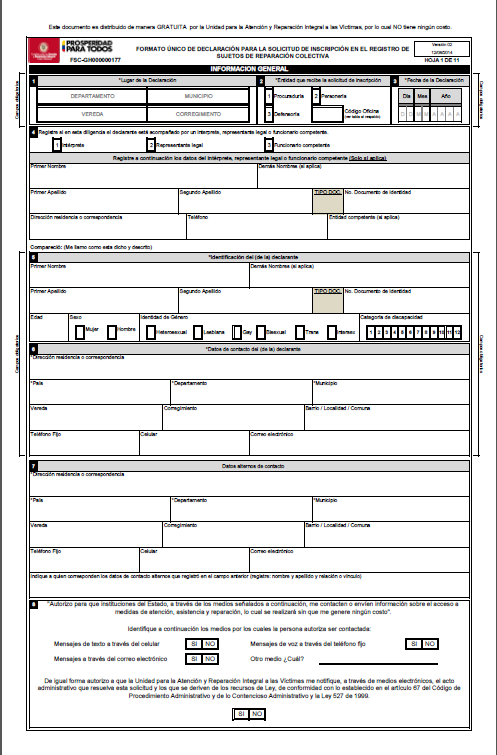 Este documento es distribuido de manera GRATUITA por la Unidad para la Atención y Reparación Integral a las Víctimas, por lo cual NO tiene ningún costo.
PROSPERIDAD
PARA TODOS
FSC-GH000000177
FORMATO ÚNICO DE DECLARACIÓN PARA LA SOLICITUD DE INSCRIPCIÓN EN EL REGISTRO DE
SUJETOS DE REPARACIÓN COLECTIVA
Versión 02
HOJA 1 DE 11
INFORMACIÓN GENERAL
1 *Lugar de la Declaración
2 *Entidad que recibe la solicitud de inscripción
3 *Fecha de la Declaración
DEPARTAMENTO MUNICIPIO
VEREDA CORREGIMIENTO
1 Procuraduría 2 Personería
3 Defensoría Código Oficina
Día Mes Año
D D M M A A A A
Campos obligatorios
Campos obligatorios
4 Registre si en esta diligencia el declarante está acompañado por un intérprete, representante legal o funcionario competente.
1 Intérprete 2 Representante legal 3 Funcionario competente
Registre a continuación los datos del intérprete, representante legal o funcionario competente (Solo si aplica)
Primer Nombre Demás Nombres (si aplica)
Primer Apellido Segundo Apellido TIPO DOC. No. Documento de Identidad
Dirección residencia o correspondencia Teléfono Entidad competente (si aplica)
Compareció: (Me llamo como esta dicho y descrito)
5 *Identificación del (de la) declarante
Primer Nombre Demás Nombres (si aplica)
Primer Apellido Segundo Apellido TIPO DOC. No. Documento de Identidad
Edad Sexo Identidad de Género Categoría de discapacidad
Mujer Hombre Heterosexual Lesbiana Gay Bisexual Trans Intersex 1 2 3 4 5 6 7 8 9 10 11 12
Campos obligatorios
Campos obligatorios
6 *Datos de contacto del (de la) declarante
*Dirección residencia o correspondencia
*País *Departamento *Municipio
Vereda Corregimiento Barrio / Localidad / Comuna
Teléfono Fijo Celular Correo electrónico
7 Datos alternos de contacto
*Dirección residencia o correspondencia
*País *Departamento *Municipio
Vereda Corregimiento Barrio / Localidad / Comuna
Teléfono Fijo Celular Correo electrónico
Indique a quien corresponden los datos de contacto alternos que registró en el campo anterior (registre: nombre y apellido y relación o vínculo)
8 "Autorizo para que instituciones del Estado, a través de los medios señalados a continuación, me contacten o envíen información sobre el acceso a
medidas de atención, asistencia y reparación, lo cual se realizará sin que me genere ningún costo".
Identifique a continuación los medios por los cuales la persona autoriza ser contactada:
Mensajes de texto a través del celular SI NO Mensajes de voz a través del teléfono fijo SI NO
Mensajes a través del correo electrónico SI NO Otro medio ¿Cuál?
De igual forma autorizo a que la Unidad para la Atención y Reparación Integral a las Víctimas me notifique, a través de medios electrónicos, el acto
administrativo que resuelva esta solicitud y los que se deriven de los recursos de Ley, de conformidad con lo establecido en el artículo 67 del Código de
Procedimiento Administrativo y de lo Contencioso Administrativo y la Ley 527 de 1999.
SI NO